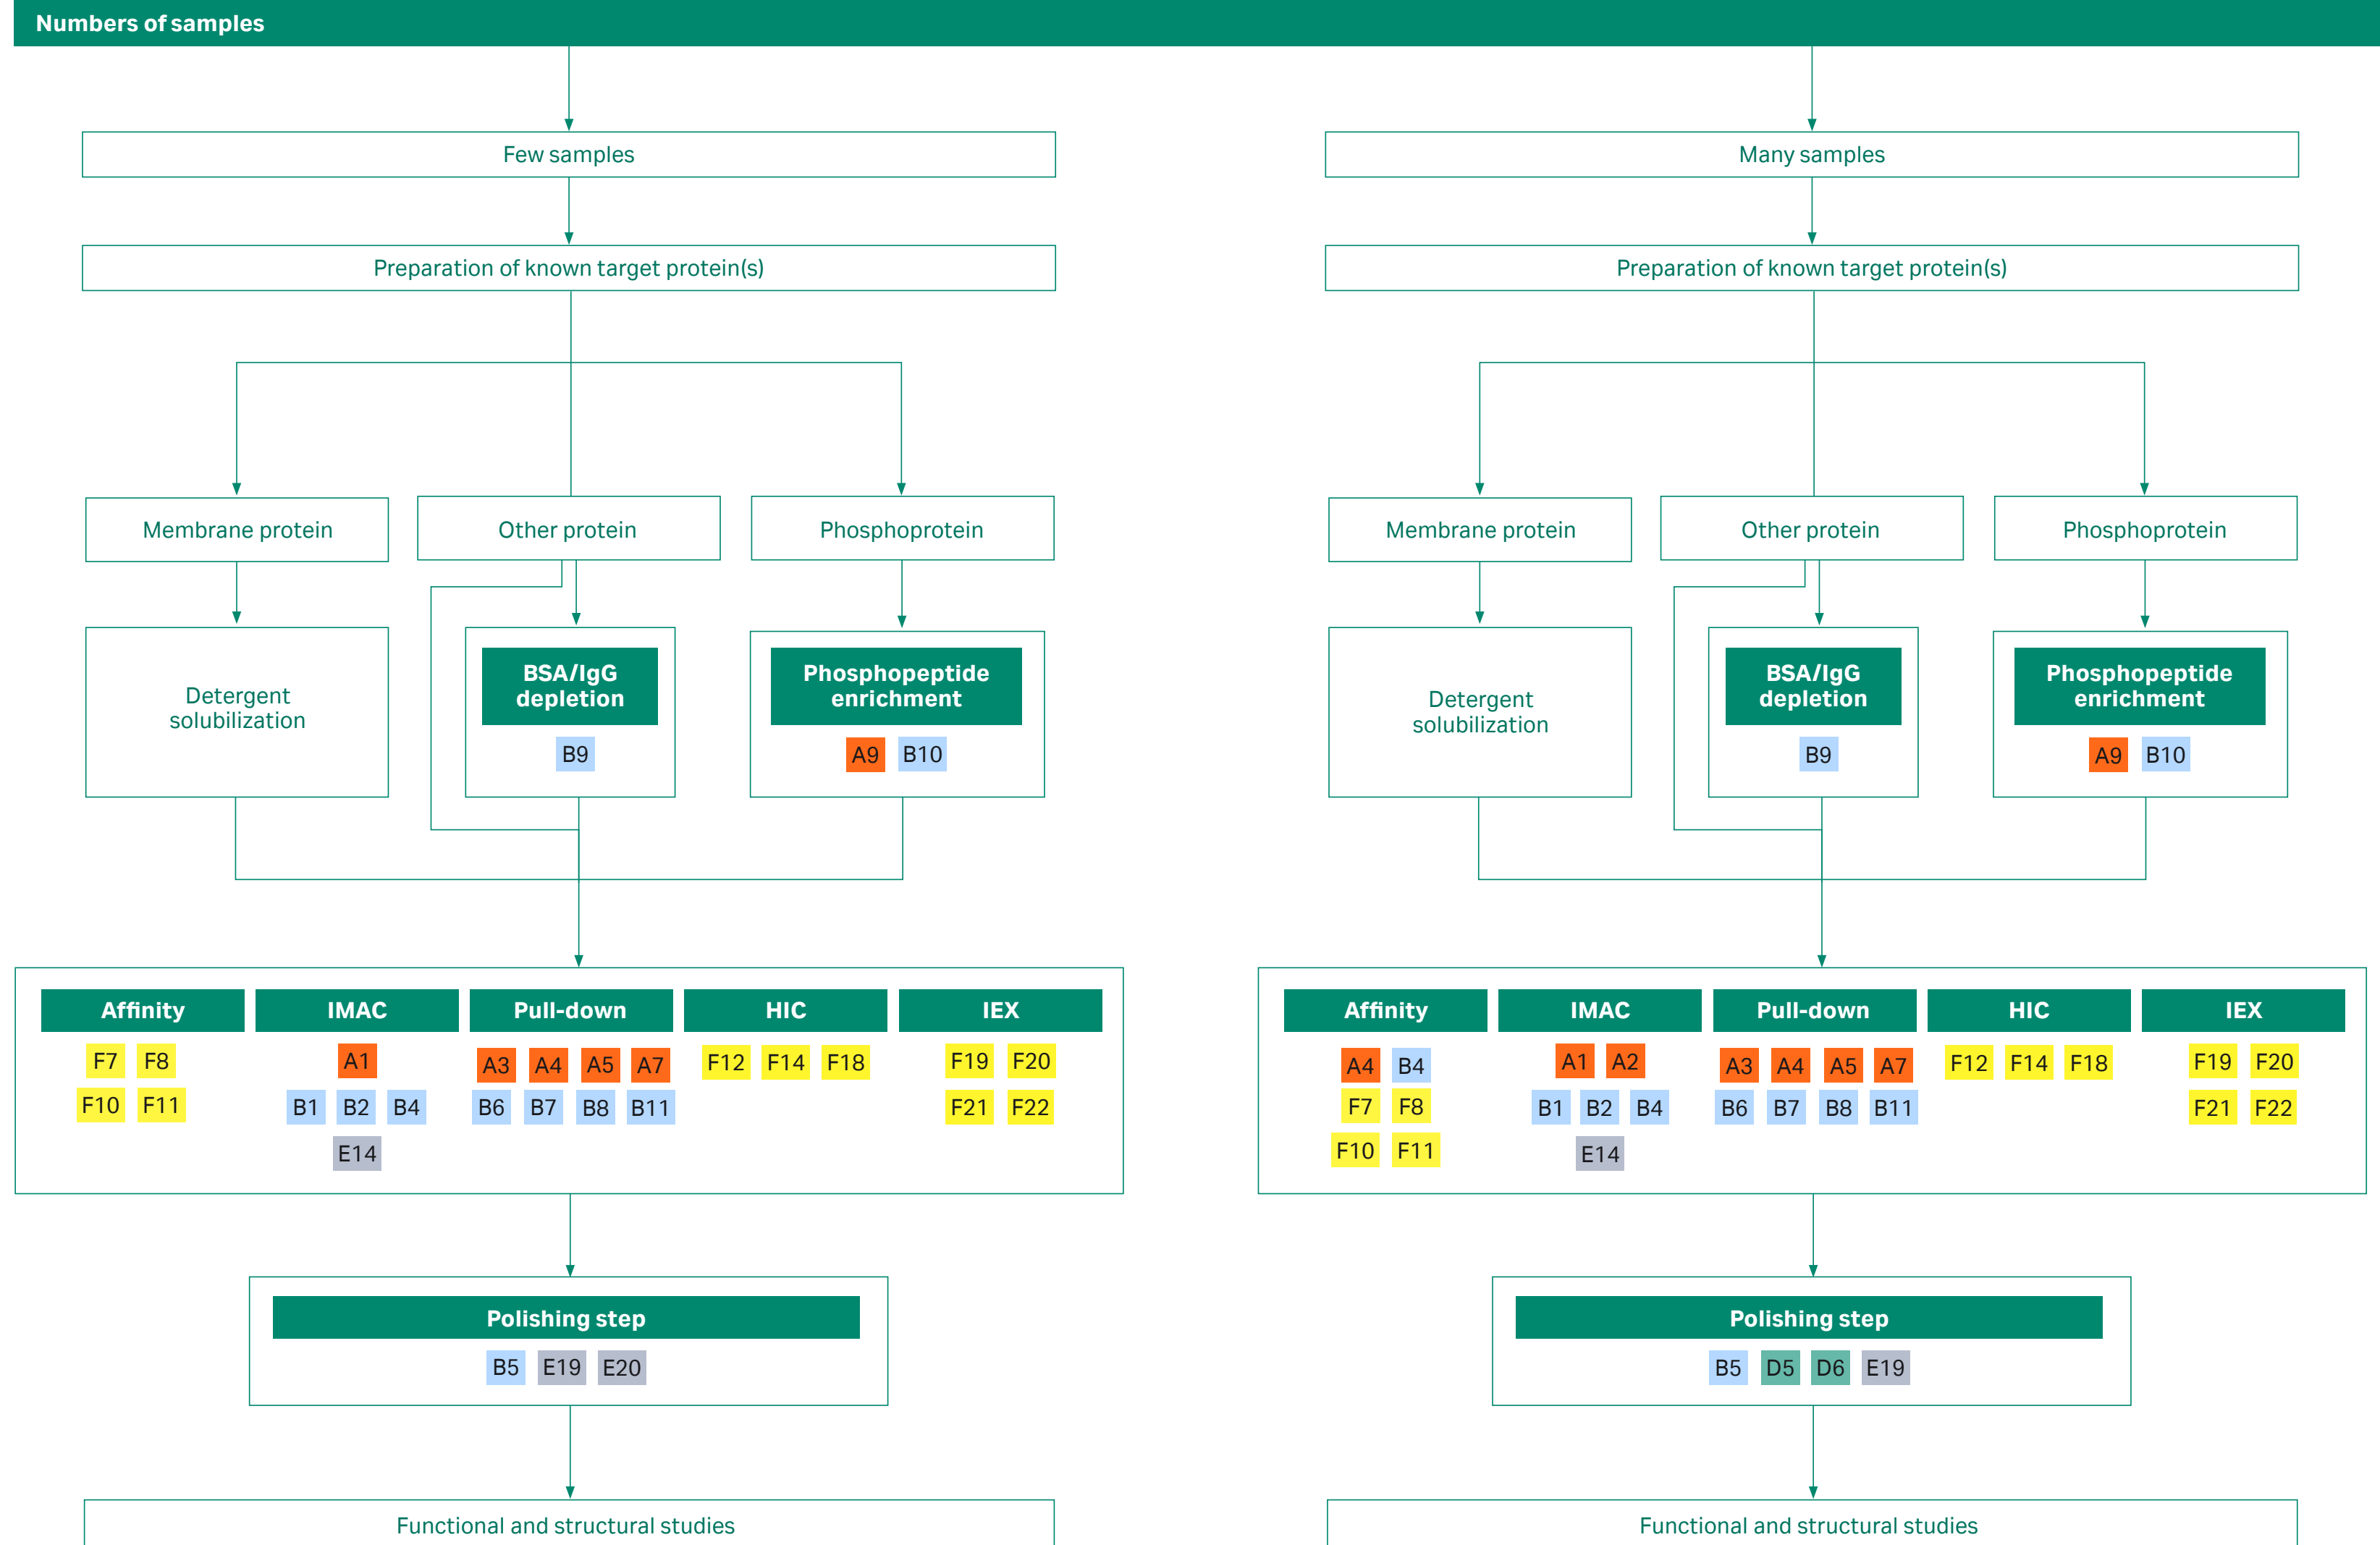 Numbers of samples
Few samples
Preparation of known target protein(s)
Membrane protein
Other protein
Phosphoprotein
Detergent
solubilization
BSA/IgG
depletion
B9
Phosphopeptide
enrichment
A9 B10
Affinity
F7 F8
F10 F11
IMAC
A1
B1 B2 B4
E14
Pull-down
A3 A4 A5 A7
B6 B7 B8 B11
HIC
F12 F14 F18
IEX
F19 F20
F21 F22
Polishing step
B5 E19 E20
Functional and structural studies
Many samples
Preparation of known target protein(s)
Membrane protein
Other protein
Phosphoprotein
Detergent
solubilization
BSA/IgG
depletion
B9
Phosphopeptide
enrichment
A9 B10
Affinity
A4 B4
F7 F8
F10 F11
IMAC
A1 A2
B1 B2 B4
E14
Pull-down
A3 A4 A5 A7
B6 B7 B8 B11
HIC
F12 F14 F18
IEX
F19 F20
F21 F22
Polishing step
B5 D5 D6 E19
Functional and structural studies